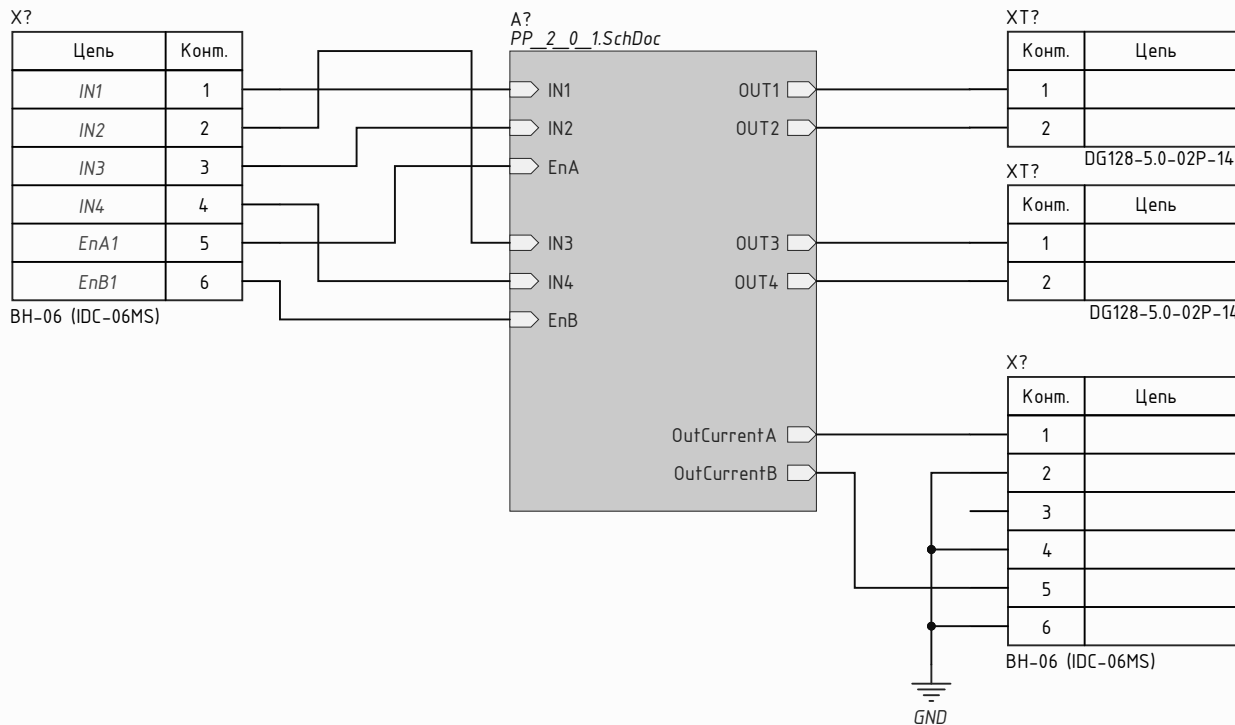 X?
Цепь Конт.
IN1 1
IN2 2
IN3 3
IN4 4
EnA1 5
EnB1 6
BH-06 (IDC-06MS)
A?
PP_2_0_1.SchDoc
IN1 OUT1
IN2 OUT2
EnA
IN3 OUT3
IN4 OUT4
EnB
OutCurrentA
OutCurrentB
XT?
Конт. Цепь
1
2
DG128-5.0-02P-14
XT?
Конт. Цепь
1
2
DG128-5.0-02P-14
X?
Конт. Цепь
1
2
3
4
5
6
BH-06 (IDC-06MS)
GND